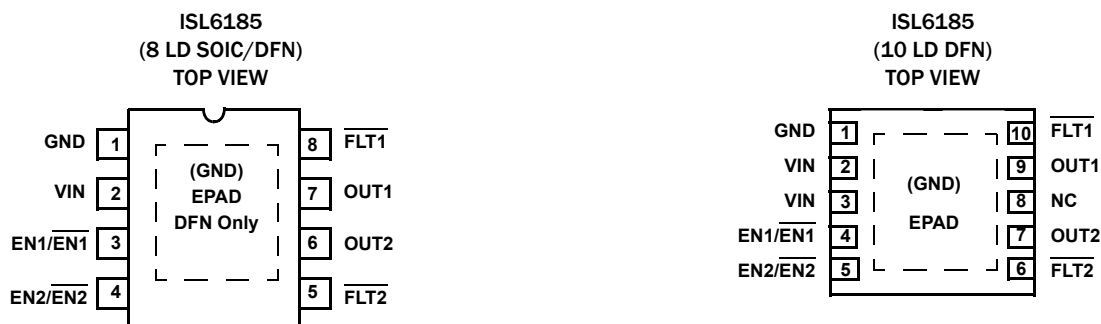 ISL6185
(8 LD SOIC/DFN)
TOP VIEW
GND 1
VIN 2
EN1/EN1 3
EN2/EN2 4
(GND)
EPAD
DFN Only
8 FLT1
7 OUT1
6 OUT2
5 FLT2
ISL6185
(10 LD DFN)
TOP VIEW
GND 1
VIN 2
VIN 3
EN1/EN1 4
EN2/EN2 5
(GND)
EPAD
10 FLT1
9 OUT1
8 NC
7 OUT2
6 FLT2